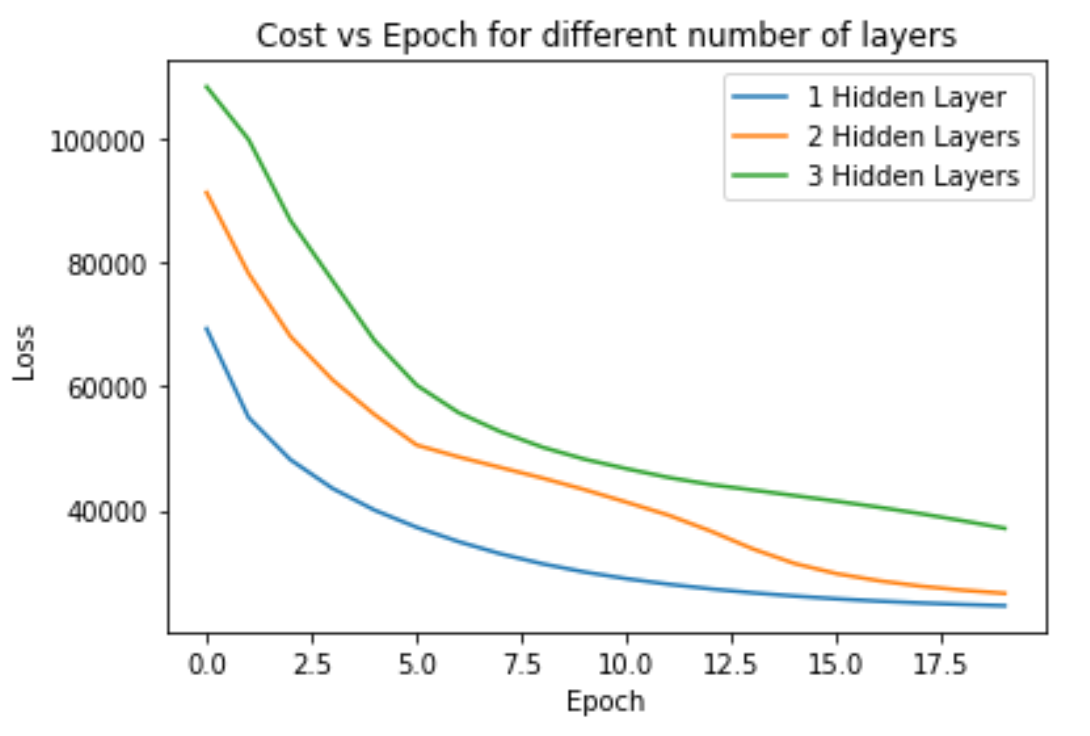 Cost vs Epoch for different number of layers
1 Hidden Layer
2 Hidden Layers
3 Hidden Layers
Loss
100000
80000
60000
40000
0.0 2.5 5.0 7.5 10.0 12.5 15.0 17.5
Epoch